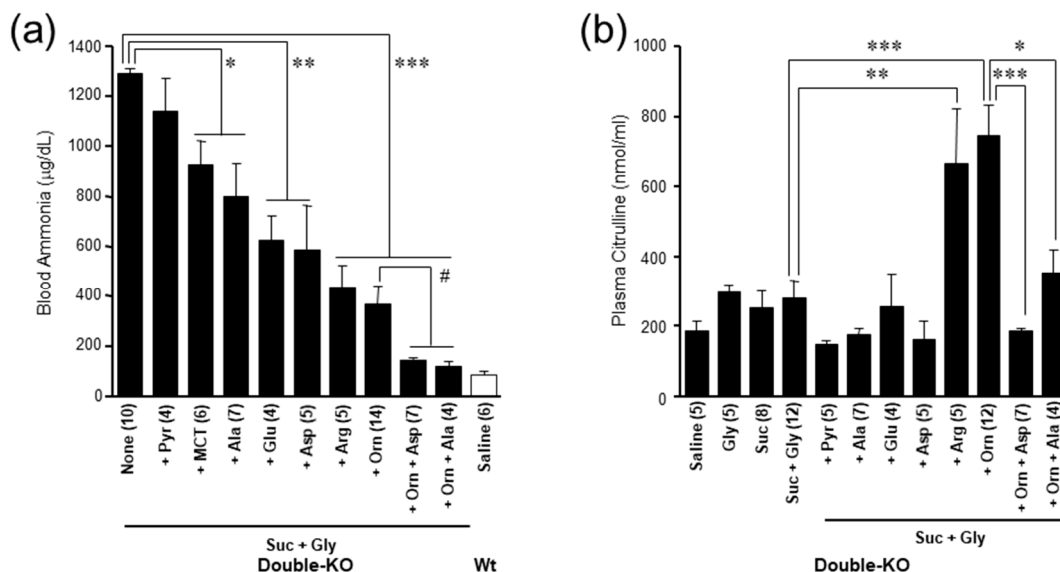 (a)
1400
1200
1000
800
600
400
200
0
Blood Ammonia (μg/dL)
*
**
***
#
None (10)
+ Pyr (4)
+ MCT (6)
+ Ala (7)
+ Glu (4)
+ Asp (5)
+ Arg (5)
+ Orn (14)
+ Orn + Asp (7)
+ Orn + Ala (4)
Saline (6)
Suc + Gly
Double-KO
Wt
(b)
1000
800
600
400
200
0
Plasma Citrulline (nmol/ml)
***
*
**
***
Saline (5)
Gly (5)
Suc (8)
Suc + Gly (12)
+ Pyr (5)
+ Ala (7)
+ Glu (4)
+ Asp (5)
+ Arg (5)
+ Orn (12)
+ Orn + Asp (7)
+ Orn + Ala (4)
Suc + Gly
Double-KO